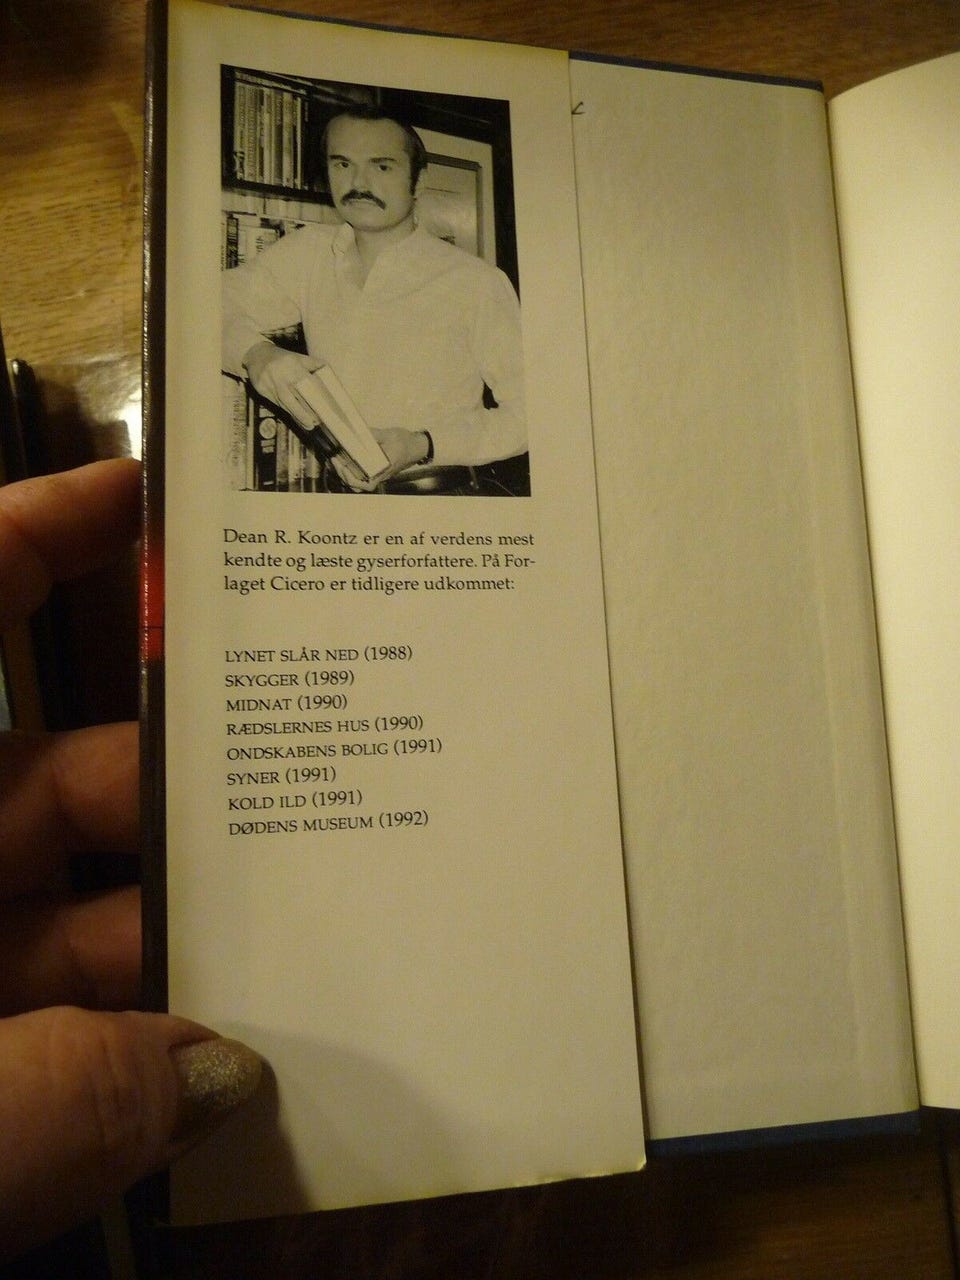 Dean R. Koontz er en af verdens mest
kendte og læste gyserforfattere. På For-
laget Cicero er tidligere udkommet:
LYNET SLÅR NED (1988)
SKYGGER (1989)
MIDNAT (1990)
RÆDSLERNES HUS (1990)
ONDSKABENS BOLIG (1991)
SYNER (1991)
KOLD ILD (1991)
DØDENS MUSEUM (1992)